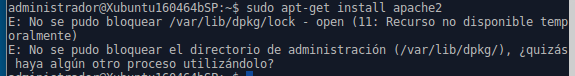 administrador@Xubuntu160464bSP:~$ sudo apt-get install apache2
E: No se pudo bloquear /var/lib/dpkg/lock - open (11: Recurso no disponible temp
oralmente)
E: No se pudo bloquear el directorio de administración (/var/lib/dpkg/), ¿quizás
haya algún otro proceso utilizándolo?
administrador@Xubuntu160464bSP:~$